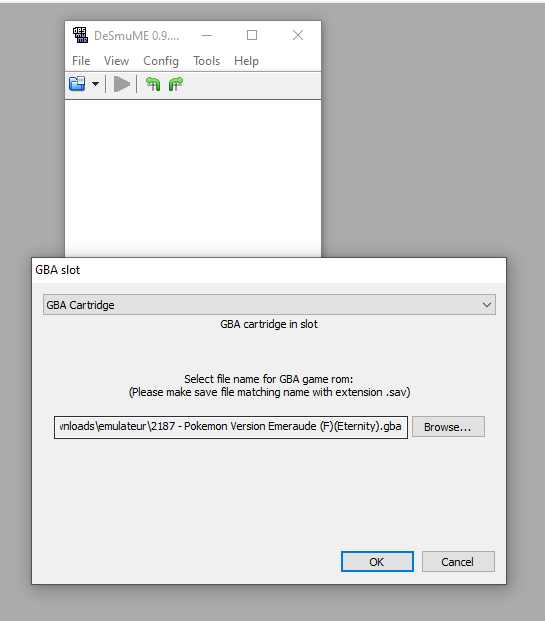 DeSmuME 0.9....
File View Config Tools Help
GBA slot
GBA Cartridge
GBA cartridge in slot
Select file name for GBA game rom:
(Please make save file matching name with extension .sav)
wnloads\emulateur\2187 - Pokemon Version Emeraude (F)(Eternity).gba
Browse...
OK Cancel